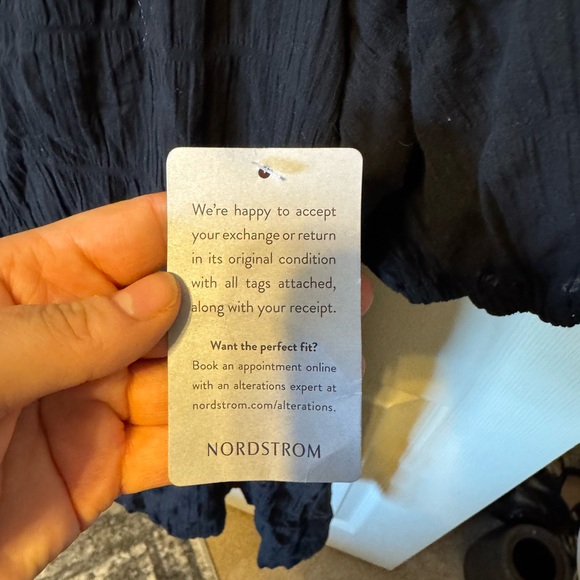 We're happy to accept
your exchange or return
in its original condition
with all tags attached,
along with your receipt.
Want the perfect fit?
Book an appointment online
with an alterations expert at
nordstrom.com/alterations.
NORDSTROM